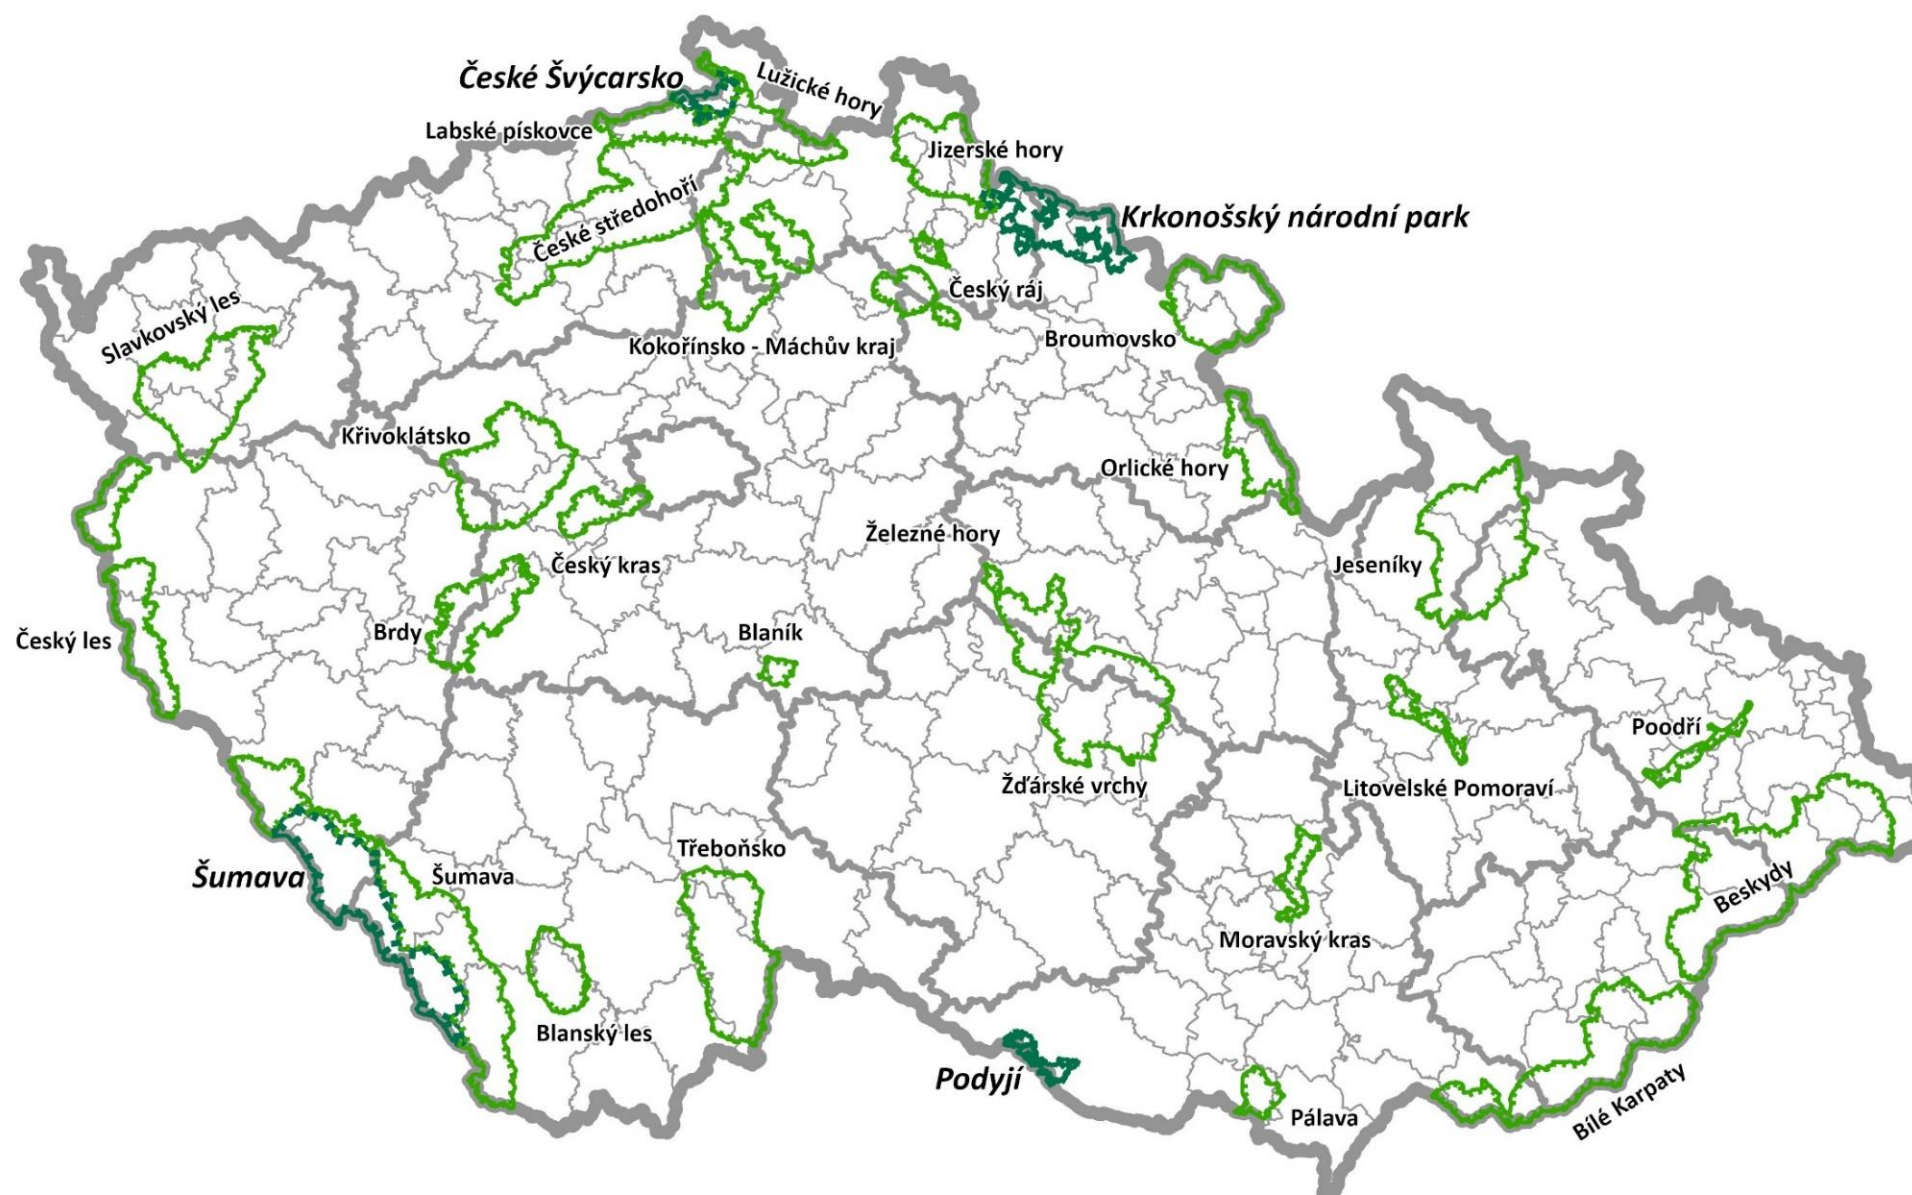 České Švýcarsko
Lužické hory
Labské pískovce
Jizerské hory
České středohoří
Krkonošský národní park
Slavkovský les
Český ráj
Broumovsko
Kokořínsko - Máchův kraj
Křivoklátsko
Orlické hory
Železné hory
Český kras
Jeseníky
Český les
Brdy
Blaník
Poodří
Žďárské vrchy
Litovelské Pomoraví
Třeboňsko
Šumava
Šumava
Beskydy
Moravský kras
Blanský les
Podyjí
Pálava
Bílé Karpaty